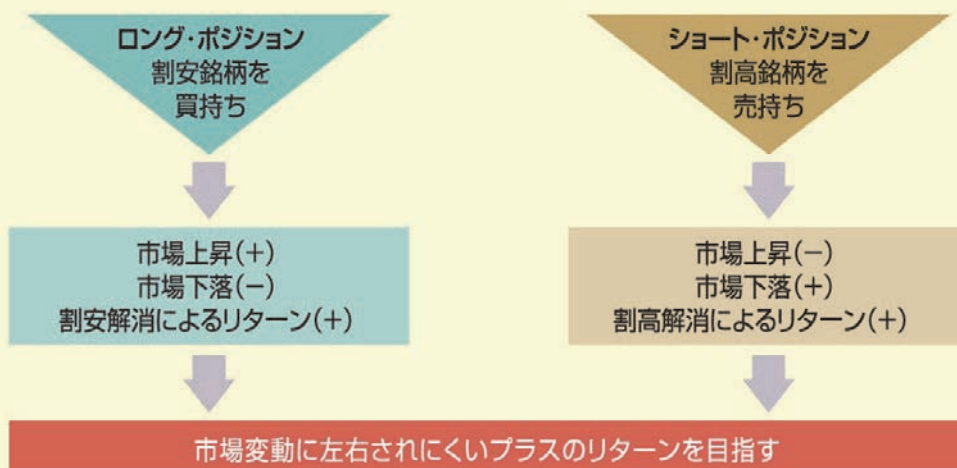 ロング・ポジション
割安銘柄を
買持ち
ショート・ポジション
割高銘柄を
売持ち
市場上昇(+)
市場下落(−)
割安解消によるリターン(+)
市場上昇(−)
市場下落(+)
割高解消によるリターン(+)
市場変動に左右されにくいプラスのリターンを目指す